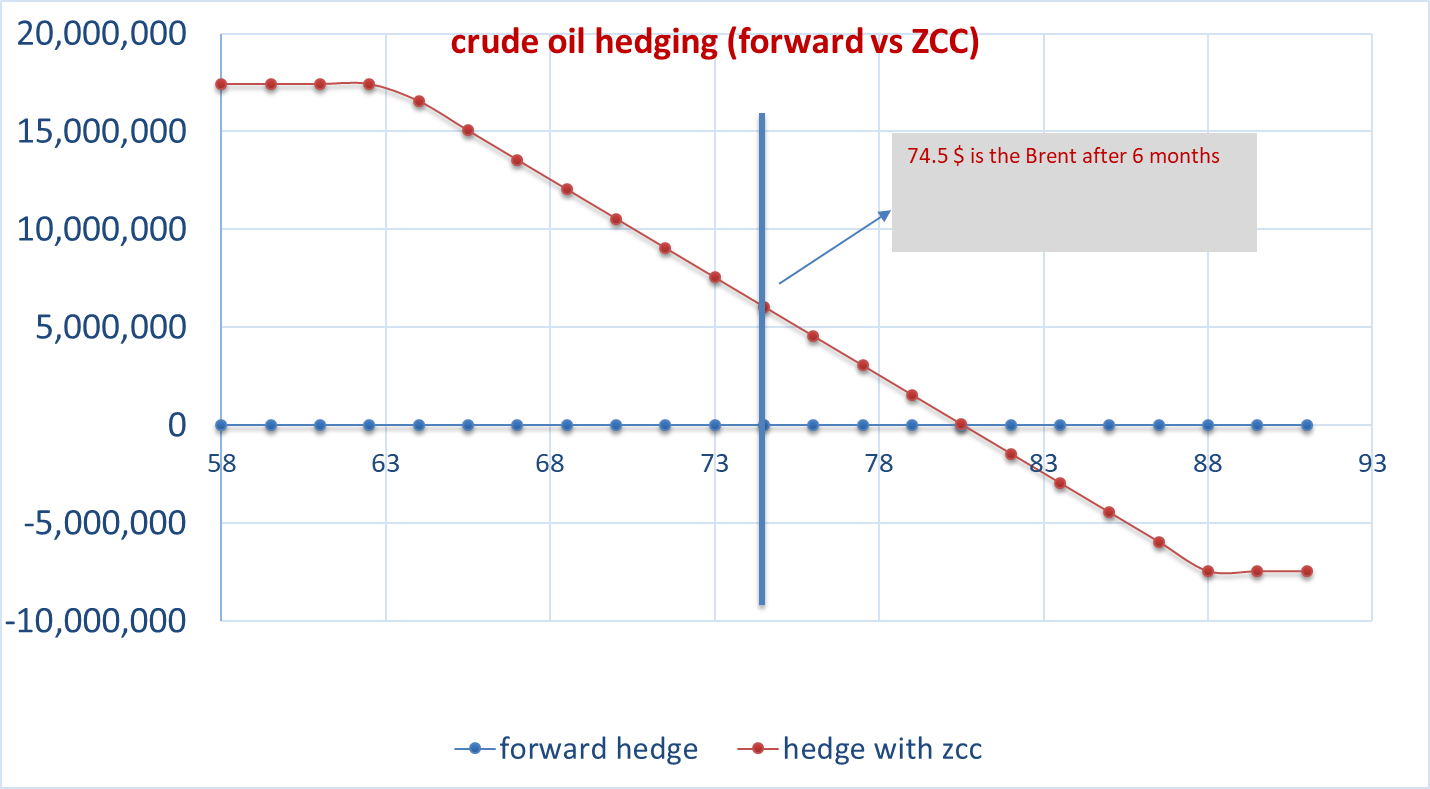 crude oil hedging (forward vs ZCC)
20,000,000
15,000,000
10,000,000
5,000,000
0
-5,000,000
-10,000,000
74.5 $ is the Brent after 6 months
58 63 68 73 78 83 88 93
forward hedge hedge with zcc